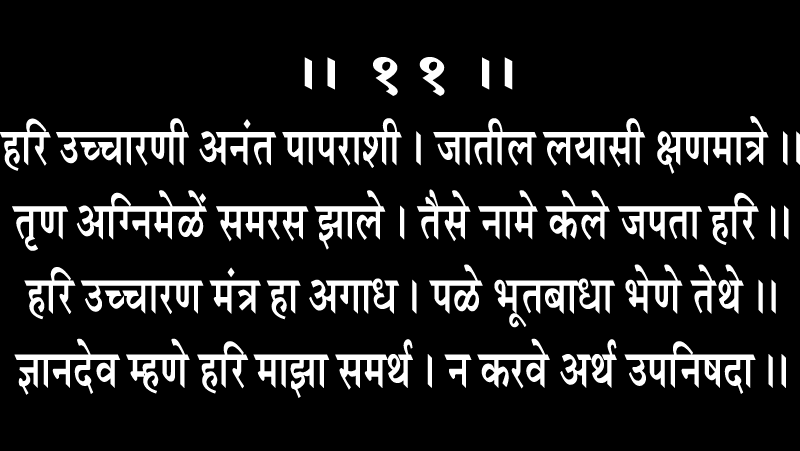 ।। ११ ।।
हरि उच्चारणी अनंत पापराशी । जातील लयासी क्षणमात्रे ।।
तृण अग्निमेळें समरस झाले । तैसे नामे केले जपता हरि ।।
हरि उच्चारण मंत्र हा अगाध । पळे भूतबाधा भेणे तेथे ।।
ज्ञानदेव म्हणे हरि माझा समर्थ । न करवे अर्थ उपनिषदा ।।